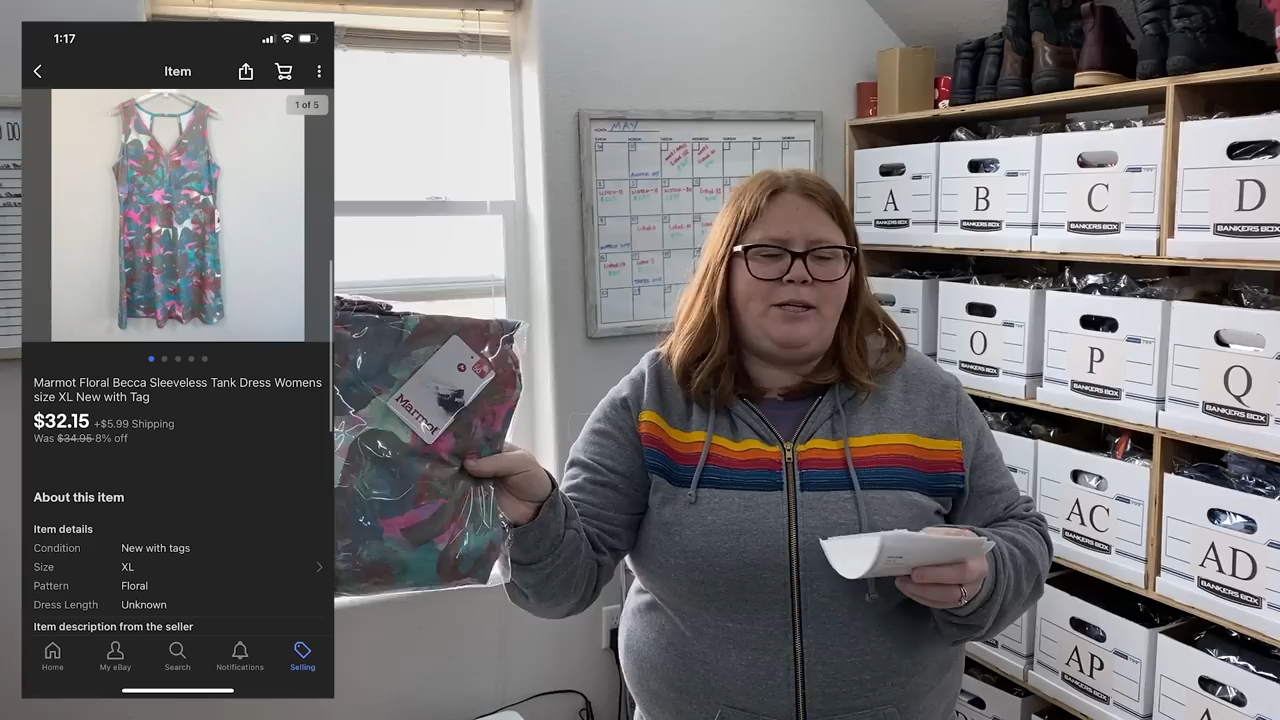 1:17
Item
1 of 5
Marmot Floral Becca Sleeveless Tank Dress Womens
size XL New with Tag
$32.15 +$5.99 Shipping
Was $34.95 8% off
About this item
Item details
Condition New with tags
Size XL
Pattern Floral
Dress Length Unknown
Item description from the seller
Home My eBay Search Notifications Selling
Marmot
DO
MONTH MAY
A
BANKERS BOX
B
BANKERS BOX
C
BANKERS BOX
D
BANKERS BOX
O
BANKERS BOX
P
BANKERS BOX
Q
BANKERS BOX
AC
BANKERS BOX
AD
BANKERS BOX
AP
BANKERS BOX